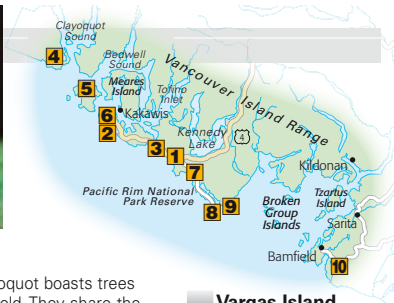 Clayoquot
Sound
4
Bedwell
Sound
5
Meares
Island
Tofino
Inlet
Vancouver Island Range
6
Kakawis
2
3
1
Kennedy
Lake
4
Kildonan
7
Pacific Rim National
Park Reserve
8
9
Broken
Group
Islands
Tzartus
Island
Sarita
Bamfield
10
oquot boasts trees
old. They share the
Vargas Island